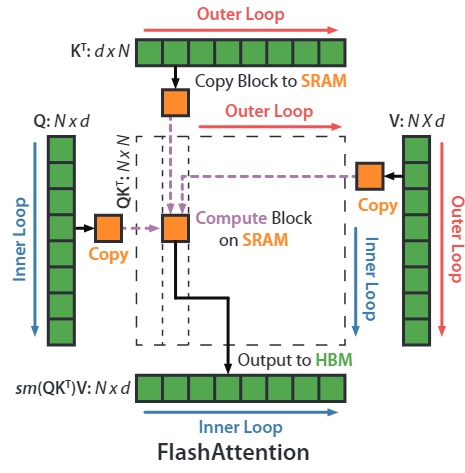 Outer Loop
Kᵀ: d x N
Copy Block to SRAM
Outer Loop
Q: N x d
V: N X d
QKᵀ: N x N
Copy
Compute Block
on SRAM
Copy
Inner Loop
Inner Loop
Outer Loop
Output to HBM
sm(QKᵀ)V: N x d
Inner Loop
FlashAttention